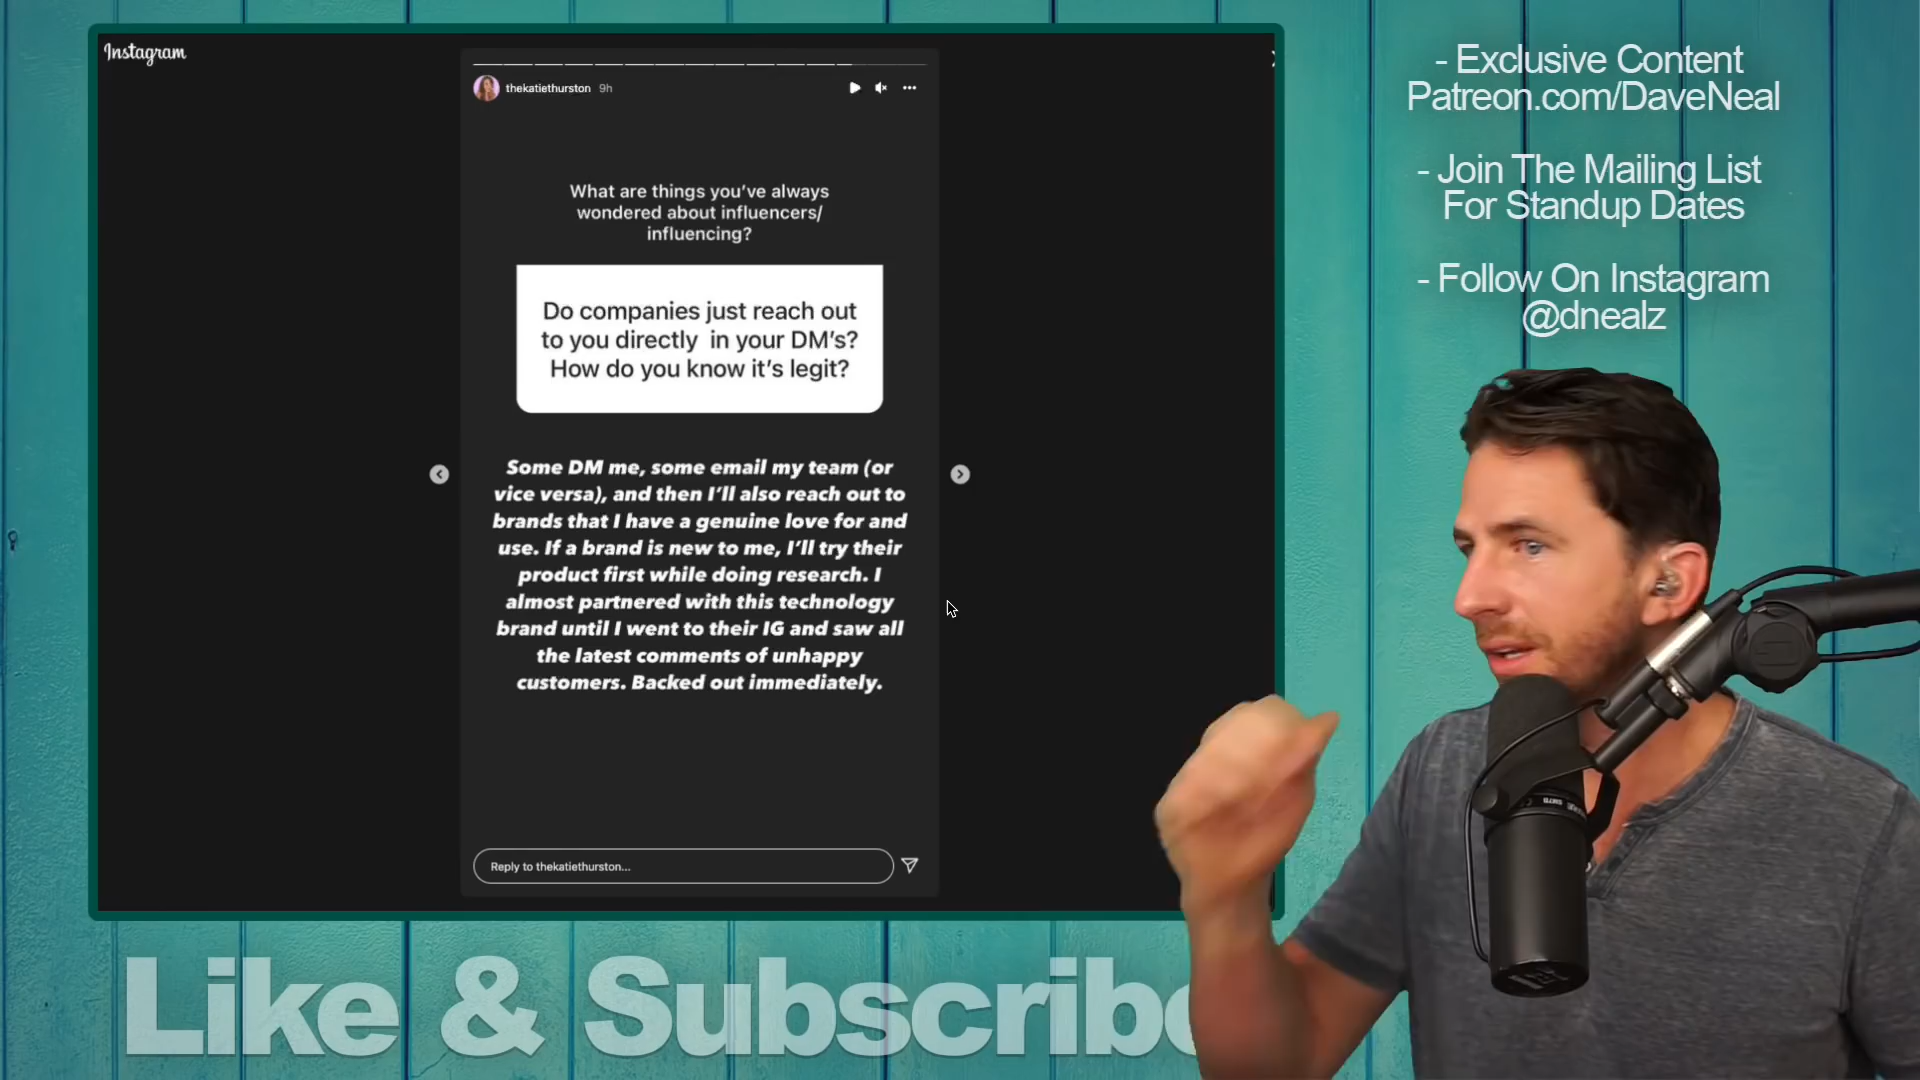 Instagram
thekatiethurston 9h
What are things you've always
wondered about influencers/
influencing?
Do companies just reach out
to you directly in your DM's?
How do you know it's legit?
Some DM me, some email my team (or
vice versa), and then I'll also reach out to
brands that I have a genuine love for and
use. If a brand is new to me, I'll try their
product first while doing research. I
almost partnered with this technology
brand until I went to their IG and saw all
the latest comments of unhappy
customers. Backed out immediately.
Reply to thekatiethurston...
- Exclusive Content
Patreon.com/DaveNeal
- Join The Mailing List
For Standup Dates
- Follow On Instagram
@dnealz
Like & Subscribe